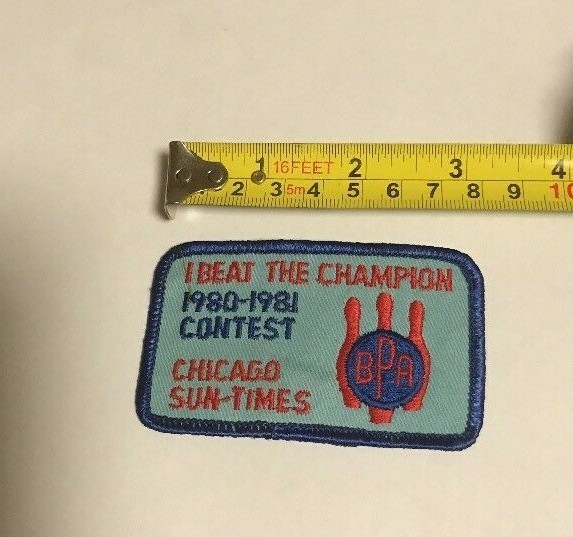 1 16FEET 2 3 4
2 3 5m 4 5 6 7 8 9 10
I BEAT THE CHAMPION
1980-1981
CONTEST
CHICAGO
SUN-TIMES
BPA